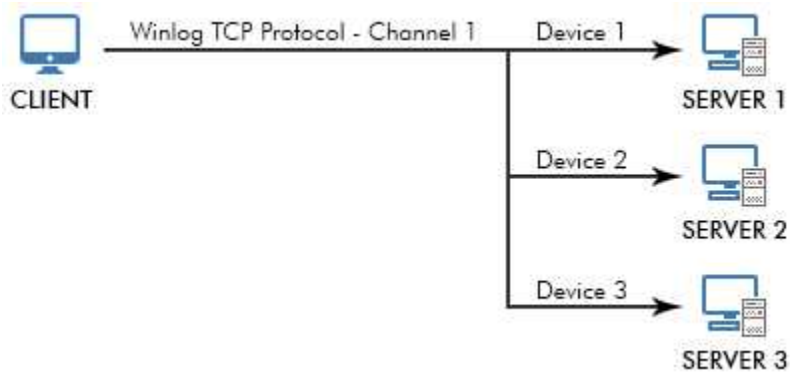 Winlog TCP Protocol - Channel 1
Device 1
CLIENT
SERVER 1
Device 2
SERVER 2
Device 3
SERVER 3